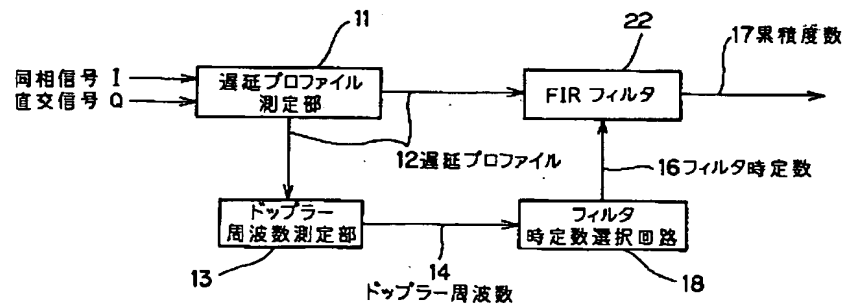 11
22
17累積度数
同相信号 I
直交信号 Q
遅延プロファイル
測定部
FIR フィルタ
12遅延プロファイル
16フィルタ時定数
ドップラー
周波数測定部
フィルタ
時定数選択回路
13
14
ドップラー周波数
18